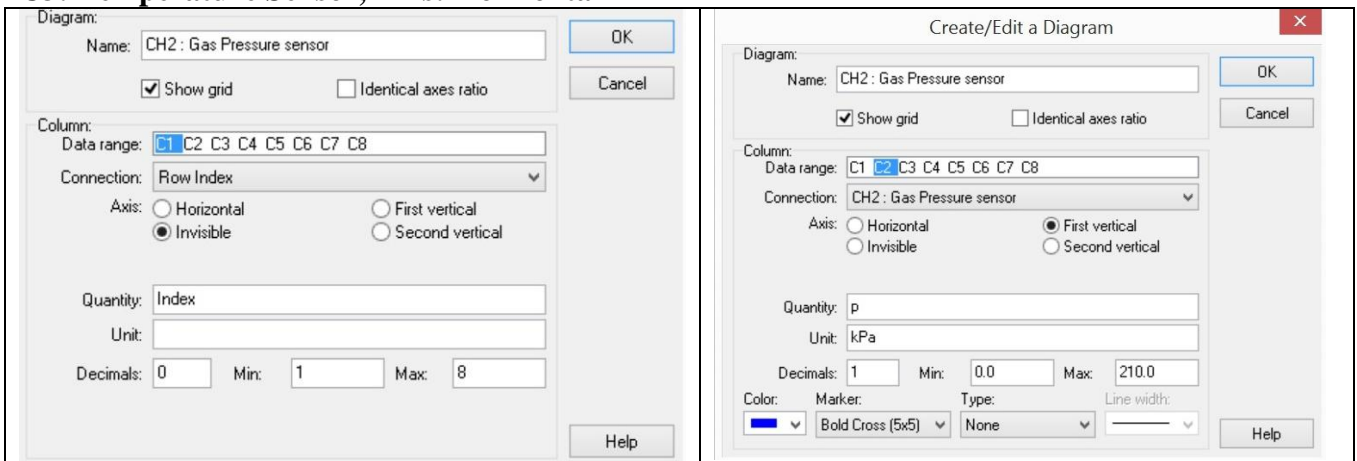 Diagram:
Name: CH2 : Gas Pressure sensor
OK
Show grid
Identical axes ratio
Cancel
Column:
Data range: C1 C2 C3 C4 C5 C6 C7 C8
Connection: Row Index
Axis: Horizontal
First vertical
Invisible
Second vertical
Quantity: Index
Unit:
Decimals: 0 Min: 1 Max: 8
Help
Create/Edit a Diagram
Diagram:
Name: CH2 : Gas Pressure sensor
OK
Show grid
Identical axes ratio
Cancel
Column:
Data range: C1 C2 C3 C4 C5 C6 C7 C8
Connection: CH2 : Gas Pressure sensor
Axis: Horizontal
First vertical
Invisible
Second vertical
Quantity: p
Unit: kPa
Decimals: 1 Min: 0.0 Max: 210.0
Color: Marker: Type: Line width:
Bold Cross (5x5) None
Help